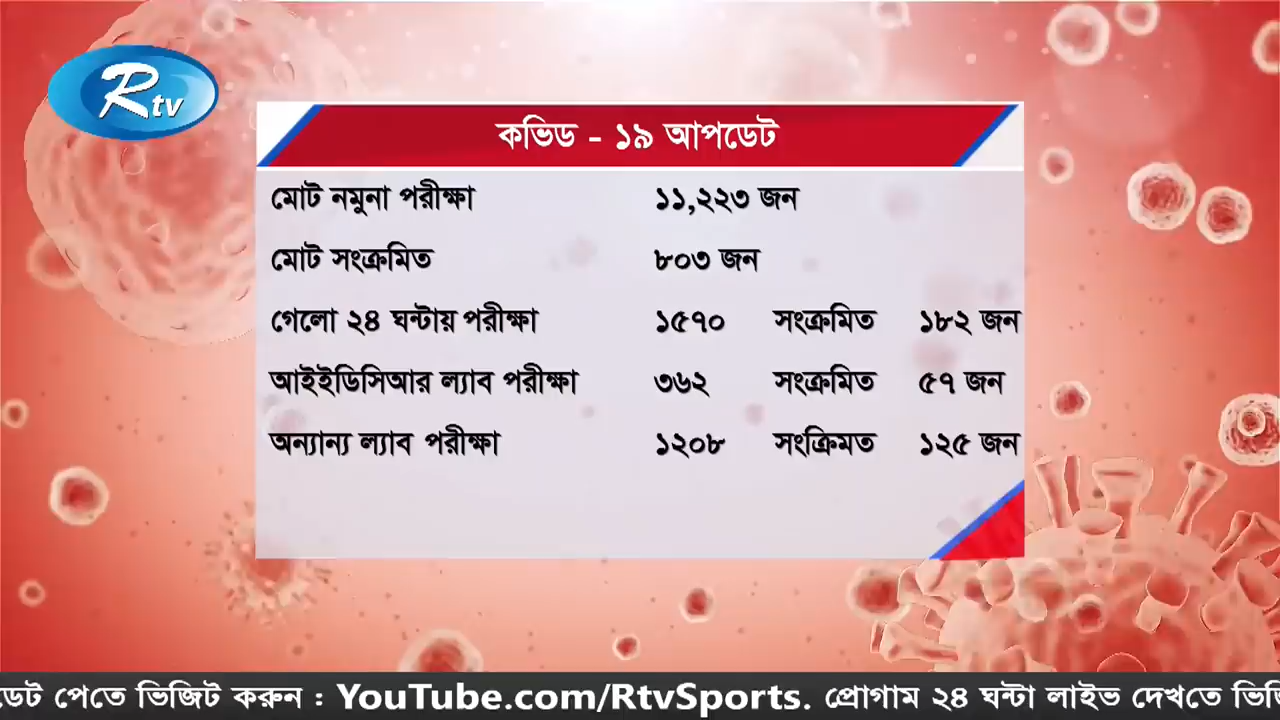 Rtv
কভিড - ১৯ আপডেট
মোট নমুনা পরীক্ষা ১১,২২৩ জন
মোট সংক্রমিত ৮০৩ জন
গেলো ২৪ ঘন্টায় পরীক্ষা ১৫৭০ সংক্রমিত ১৮২ জন
আইইডিসিআর ল্যাব পরীক্ষা ৩৬২ সংক্রমিত ৫৭ জন
অন্যান্য ল্যাব পরীক্ষা ১২০৮ সংক্রিমত ১২৫ জন
ডেট পেতে ভিজিট করুন : YouTube.com/RtvSports. প্রোগাম ২৪ ঘন্টা লাইভ দেখতে ভিজি